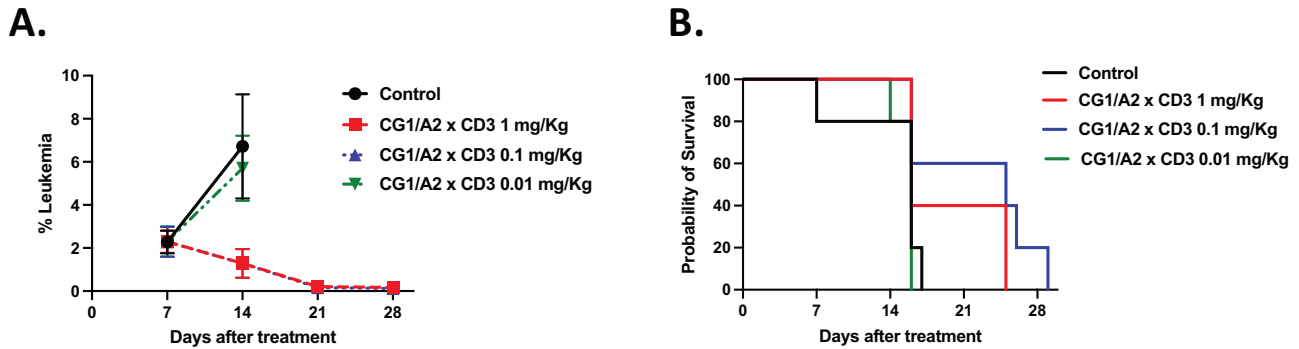 A.
10
8
6
4
2
0
% Leukemia
0 7 14 21 28
Days after treatment
Control
CG1/A2 x CD3 1 mg/Kg
CG1/A2 x CD3 0.1 mg/Kg
CG1/A2 x CD3 0.01 mg/Kg
B.
100
80
60
40
20
0
Probability of Survival
0 7 14 21 28
Days after treatment
Control
CG1/A2 x CD3 1 mg/Kg
CG1/A2 x CD3 0.1 mg/Kg
CG1/A2 x CD3 0.01 mg/Kg